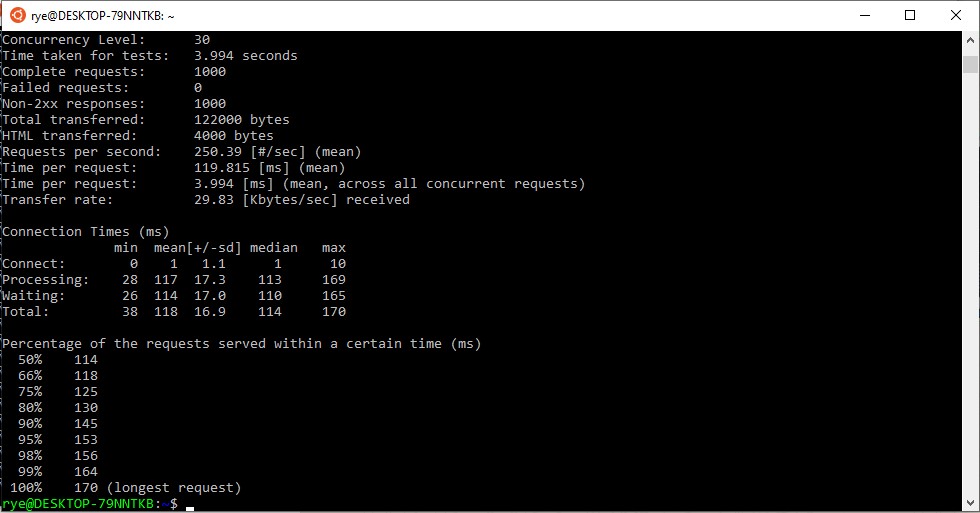 rye@DESKTOP-79NNTKB: ~
Concurrency Level:      30
Time taken for tests:   3.994 seconds
Complete requests:      1000
Failed requests:        0
Non-2xx responses:      1000
Total transferred:      122000 bytes
HTML transferred:       4000 bytes
Requests per second:    250.39 [#/sec] (mean)
Time per request:       119.815 [ms] (mean)
Time per request:       3.994 [ms] (mean, across all concurrent requests)
Transfer rate:          29.83 [Kbytes/sec] received

Connection Times (ms)
              min  mean[+/-sd] median   max
Connect:        0    1   1.1      1      10
Processing:    28  117  17.3    113     169
Waiting:       26  114  17.0    110     165
Total:         38  118  16.9    114     170

Percentage of the requests served within a certain time (ms)
  50%    114
  66%    118
  75%    125
  80%    130
  90%    145
  95%    153
  98%    156
  99%    164
 100%    170 (longest request)
rye@DESKTOP-79NNTKB:~$